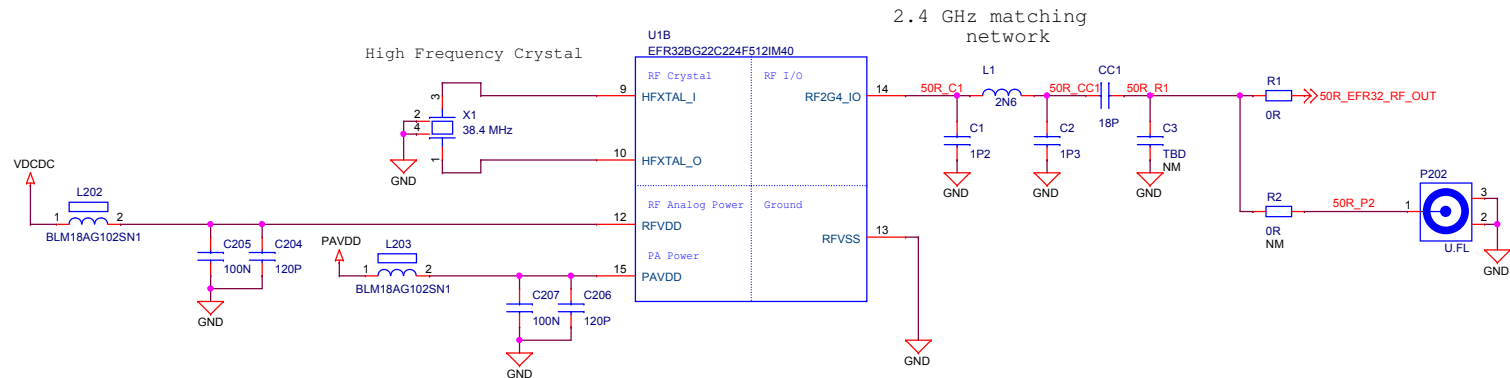 2.4 GHz matching
network
High Frequency Crystal
U1B
EFR32BG22C224F512IM40
RF Crystal
RF I/O
9
HFXTAL_I
RF2G4_IO
14
50R_C1
L1
2N6
50R_CC1
CC1
18P
50R_R1
R1
0R
50R_EFR32_RF_OUT
3
2
4
1
X1
38.4 MHz
GND
10
HFXTAL_O
C1
1P2
GND
C2
1P3
GND
C3
TBD
NM
GND
VDCDC
L202
1
2
BLM18AG102SN1
RF Analog Power
Ground
12
RFVDD
C205
100N
C204
120P
GND
RFVSS
13
GND
R2
0R
NM
50R_P2
P202
1
3
2
U.FL
GND
PAVDD
L203
1
2
BLM18AG102SN1
PA Power
15
PAVDD
C207
100N
C206
120P
GND